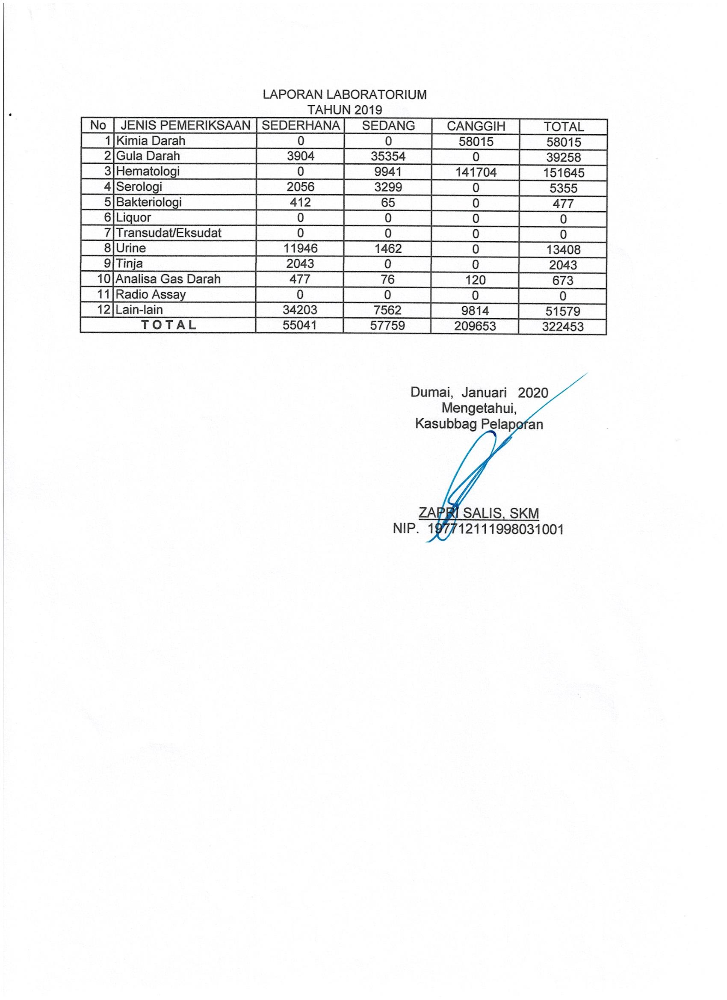 LAPORAN LABORATORIUM
TAHUN 2019
No JENIS PEMERIKSAAN SEDERHANA SEDANG CANGGIH TOTAL
1 Kimia Darah 0 0 58015 58015
2 Gula Darah 3904 35354 0 39258
3 Hematologi 0 9941 141704 151645
4 Serologi 2056 3299 0 5355
5 Bakteriologi 412 65 0 477
6 Liquor 0 0 0 0
7 Transudat/Eksudat 0 0 0 0
8 Urine 11946 1462 0 13408
9 Tinja 2043 0 0 2043
10 Analisa Gas Darah 477 76 120 673
11 Radio Assay 0 0 0 0
12 Lain-lain 34203 7562 9814 51579
T O T A L 55041 57759 209653 322453
Dumai, Januari 2020
Mengetahui,
Kasubbag Pelaporan
ZAPRI SALIS, SKM
NIP. 197712111998031001